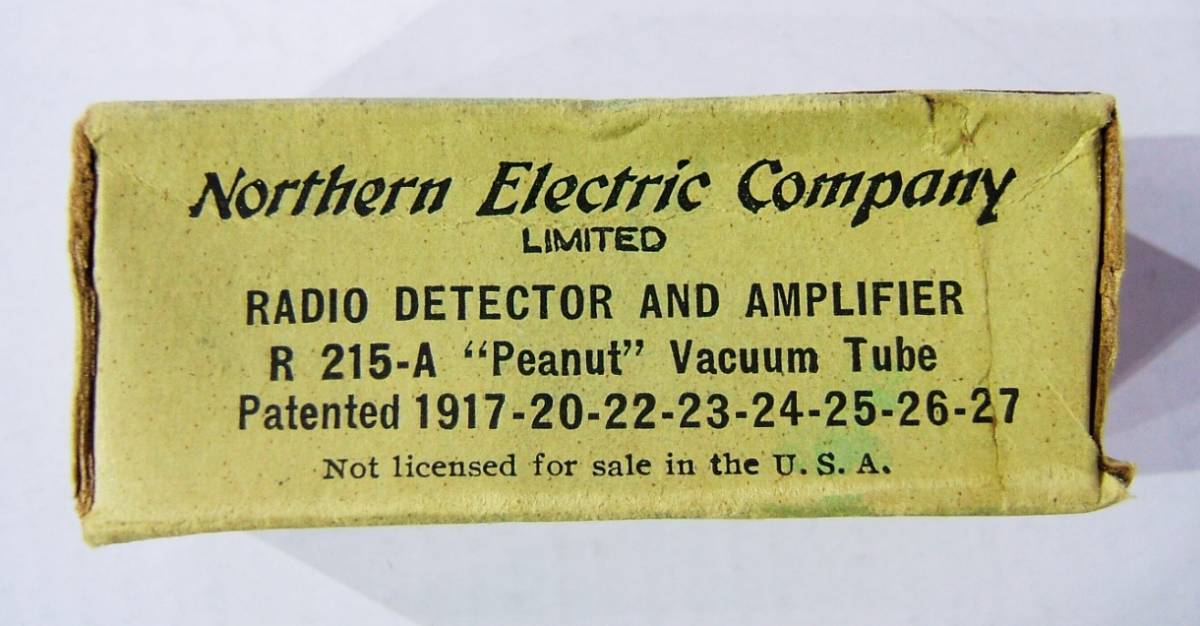 Northern Electric Company
LIMITED
RADIO DETECTOR AND AMPLIFIER
R 215-A “Peanut” Vacuum Tube
Patented 1917-20-22-23-24-25-26-27
Not licensed for sale in the U. S. A.